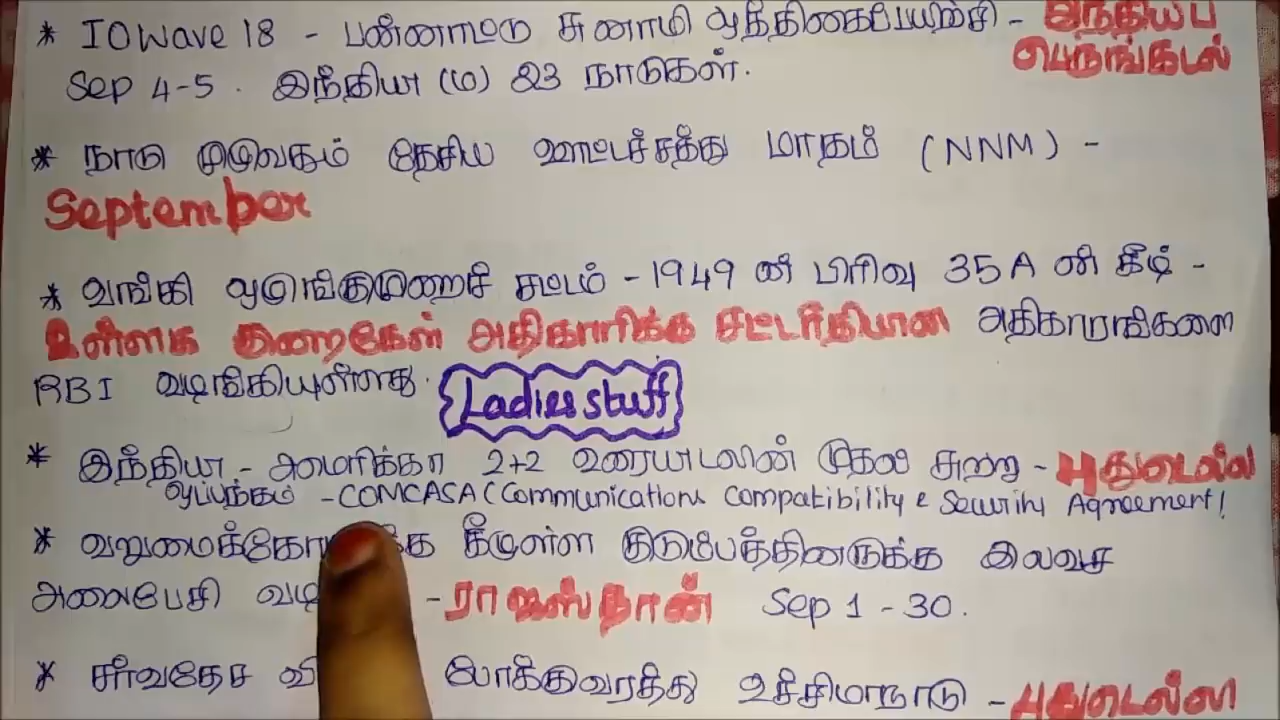 * IOWave 18 - பன்னாட்டு சுனாமி ஒத்திகைபயிற்சி - இந்தியப்
பெருங்கடல்
Sep 4-5. இந்தியா (ம) 23 நாடுகள்.
* நாடு முழுவதும் தேசிய ஊட்டச்சத்து மாதம் (NNM) -
September
* வங்கி ஒழுங்குமுறைச் சட்டம் - 1949 ன் பிரிவு 35A ன் கீழ் -
உள்ளக குறைகேள் அதிகாரிக்கு சட்டரீதியான அதிகாரங்களை
RBI வழங்கியுள்ளது.
Ladies stuff
* இந்தியா - அமெரிக்கா 2+2 உரையாடலின் முதல் சுற்று - புதுடெல்லி
ஒப்பந்தம் - COMCASA (Communications Compatibility & Security Agreement)
* கீழுள்ள குடும்பத்தினருக்கு இலவச
அலைபேசி - ராஜஸ்தான் Sep 1 - 30.
* சர்வதேச போக்குவரத்து உச்சிமாநாடு - புதுடெல்லி